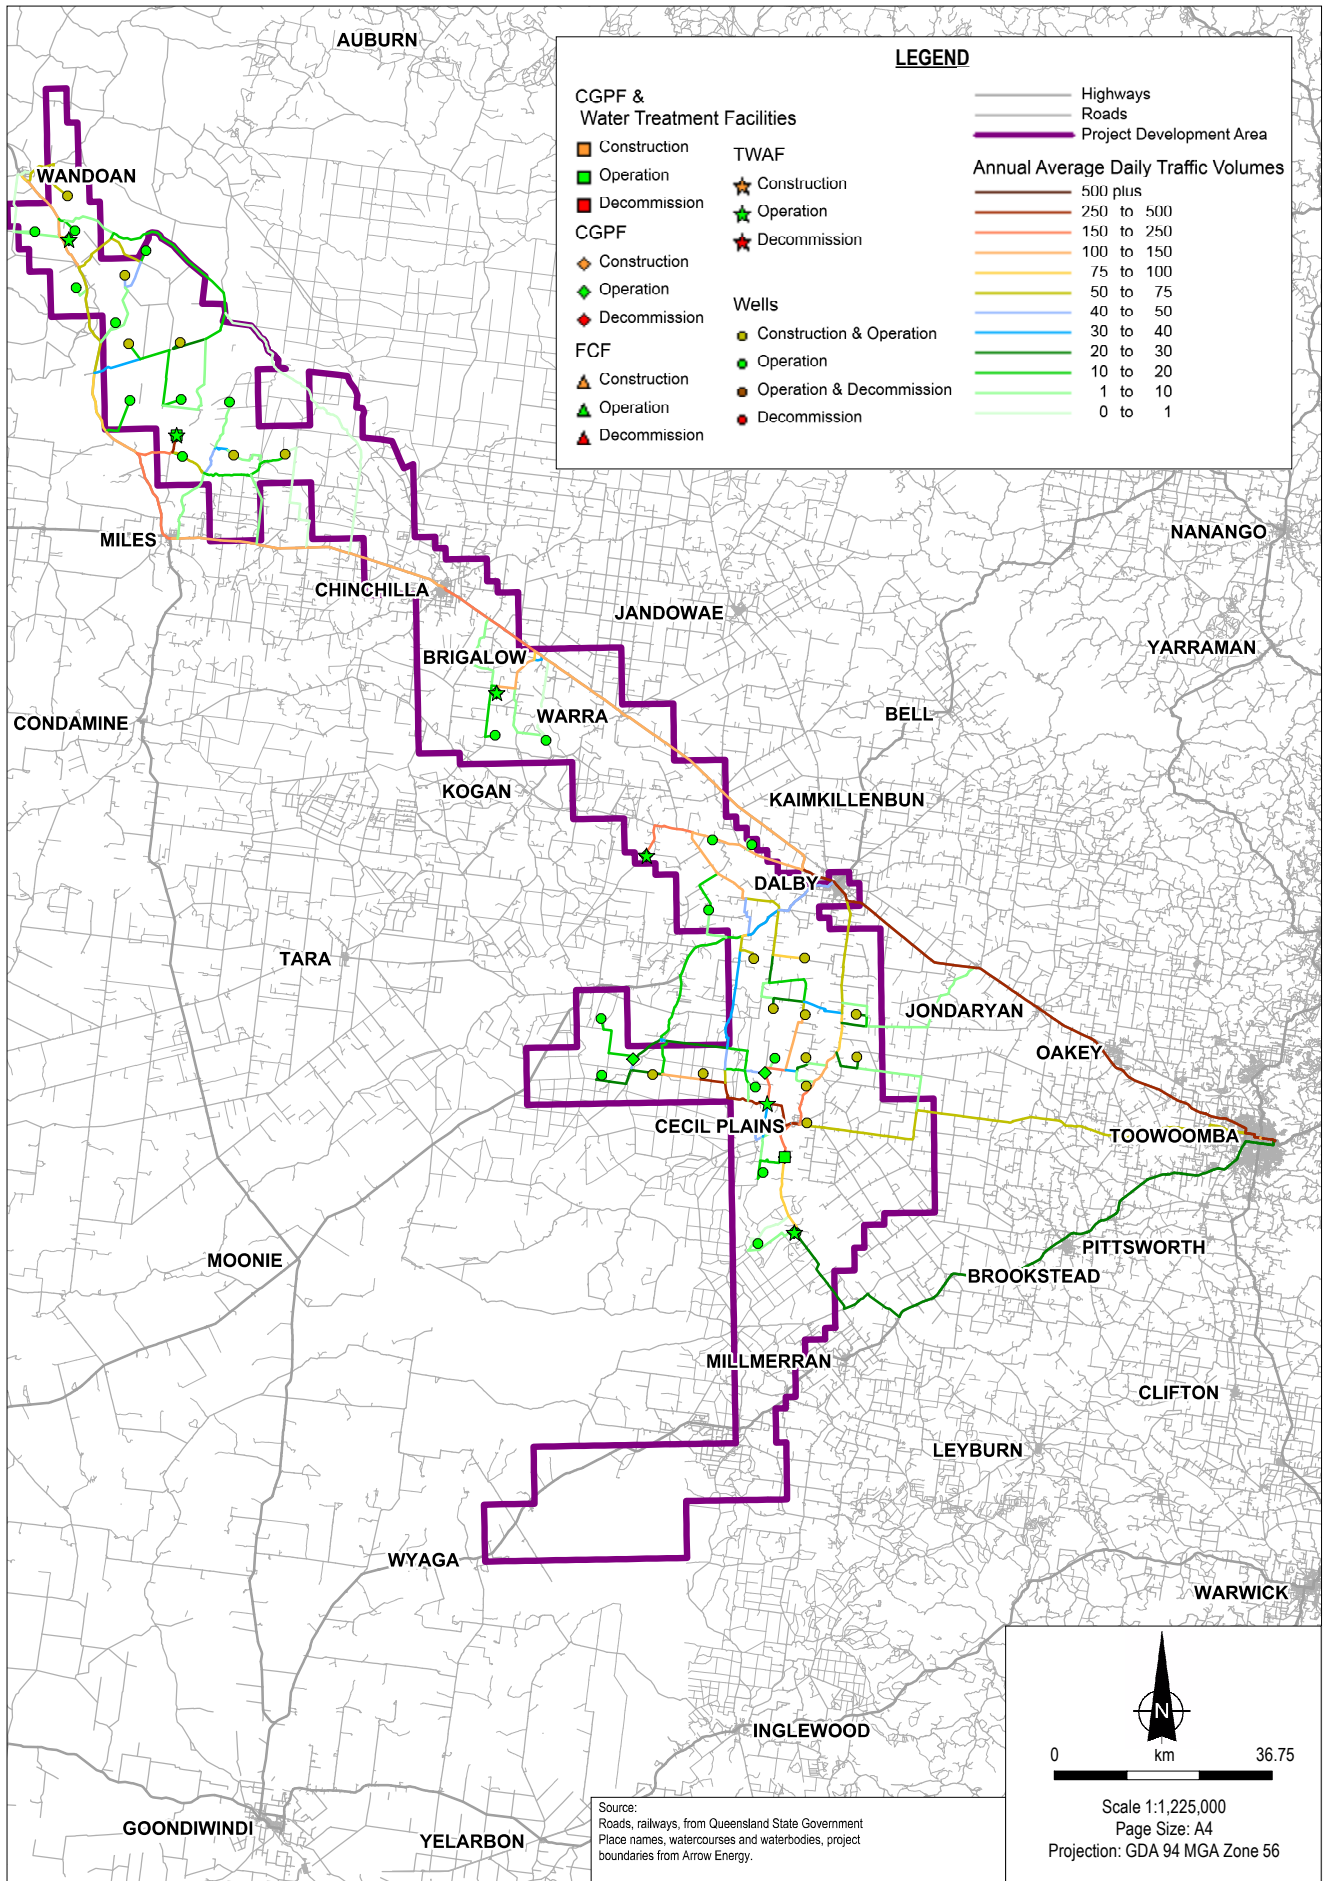 AUBURN
LEGEND
CGPF &
Water Treatment Facilities
Construction
Operation
Decommission
CGPF
Construction
Operation
Decommission
FCF
Construction
Operation
Decommission
TWAF
Construction
Operation
Decommission
Wells
Construction & Operation
Operation
Operation & Decommission
Decommission
Highways
Roads
Project Development Area
Annual Average Daily Traffic Volumes
500 plus
250 to 500
150 to 250
100 to 150
75 to 100
50 to 75
40 to 50
30 to 40
20 to 30
10 to 20
1 to 10
0 to 1
WANDOAN
MILES
NANANGO
CHINCHILLA
JANDOWAE
BRIGALOW
YARRAMAN
CONDAMINE
WARRA
BELL
KOGAN
KAIMKILLENBUN
DALBY
TARA
JONDARYAN
OAKEY
CECIL PLAINS
TOOWOOMBA
MOONIE
PITTSWORTH
BROOKSTEAD
MILLMERRAN
CLIFTON
LEYBURN
WYAGA
WARWICK
INGLEWOOD
GOONDIWINDI
YELARBON
N
0 km 36.75
Scale 1:1,225,000
Page Size: A4
Projection: GDA 94 MGA Zone 56
Source:
Roads, railways, from Queensland State Government
Place names, watercourses and waterbodies, project
boundaries from Arrow Energy.